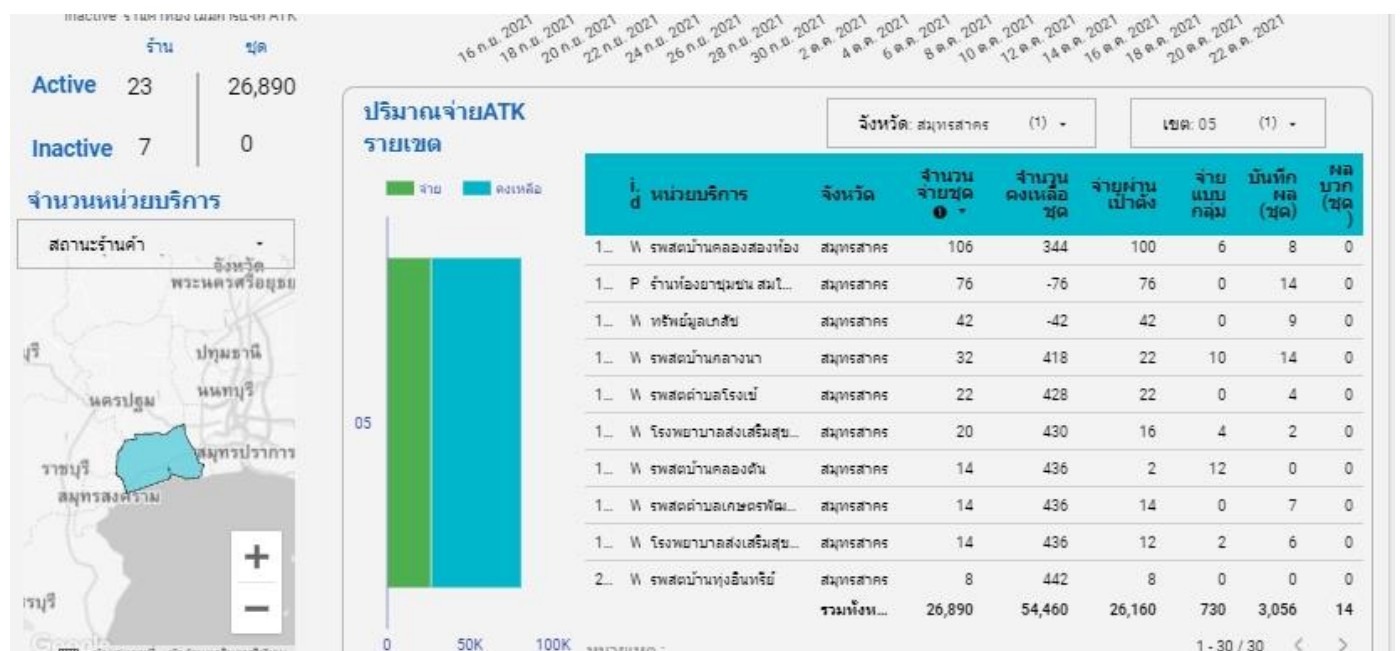 Inactive ร้านค้าที่ยังไม่มีการแจก ATK
ร้าน ชุด
Active 23 26,890
Inactive 7 0
จำนวนหน่วยบริการ
สถานะร้านค้า
จังหวัด
พระนครศรีอยุธย
ปทุมธานี
นนทบุรี
นครปฐม
สมุทรปราการ
ราชบุรี
สมุทรสงคราม
+
−
16 ก.ย. 2021 18 ก.ย. 2021 20 ก.ย. 2021 22 ก.ย. 2021 24 ก.ย. 2021 26 ก.ย. 2021 28 ก.ย. 2021 30 ก.ย. 2021 2 ต.ค. 2021 4 ต.ค. 2021 6 ต.ค. 2021 8 ต.ค. 2021 10 ต.ค. 2021 12 ต.ค. 2021 14 ต.ค. 2021 16 ต.ค. 2021 18 ต.ค. 2021 20 ต.ค. 2021 22 ต.ค. 2021
ปริมาณจ่ายATK
รายเขต
จังหวัด: สมุทรสาคร (1) เขต: 05 (1)
จ่าย คงเหลือ
05
0 50K 100K
i.d หน่วยบริการ จังหวัด จำนวนจ่ายชุด จำนวนคงเหลือชุด จ่ายผ่านเป๋าตัง จ่ายแบบกลุ่ม บันทึกผล (ชุด) ผลบวก (ชุด)
1... W รพสตบ้านคลองสองห้อง สมุทรสาคร 106 344 100 6 8 0
1... P ร้านห้องยาชุมชน สมใ... สมุทรสาคร 76 -76 76 0 14 0
1... W ทรัพย์มูลเภสัช สมุทรสาคร 42 -42 42 0 9 0
1... W รพสตบ้านกลางนา สมุทรสาคร 32 418 22 10 14 0
1... W รพสตตำบลโรงเข้ สมุทรสาคร 22 428 22 0 4 0
1... W โรงพยาบาลส่งเสริมสุข... สมุทรสาคร 20 430 16 4 2 0
1... W รพสตบ้านคลองตัน สมุทรสาคร 14 436 2 12 0 0
1... W รพสตตำบลเกษตรพัฒ... สมุทรสาคร 14 436 14 0 7 0
1... W โรงพยาบาลส่งเสริมสุข... สมุทรสาคร 14 436 12 2 6 0
2... W รพสตบ้านทุ่งอินทรีย์ สมุทรสาคร 8 442 8 0 0 0
รวมทั้งห... 26,890 54,460 26,160 730 3,056 14
1 - 30 / 30 < >